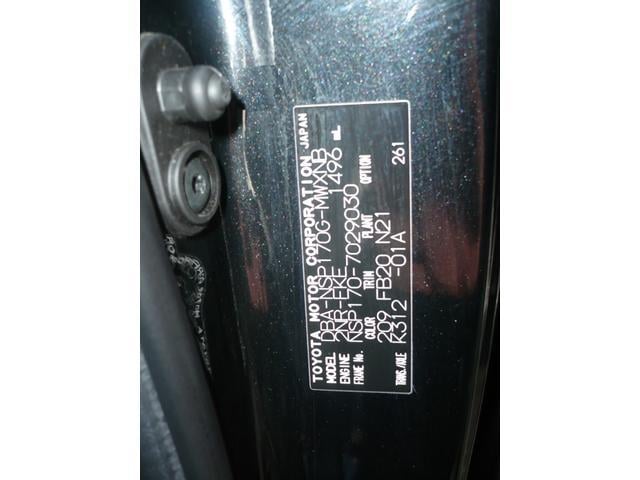 TOYOTA MOTOR CORPORATION JAPAN
MODEL DBA-NSP170G-MWXNB
ENGINE 2NR-FKE 1496 mL
FRAME No. NSP170-7029030
COLOR TRIM PLANT OPTION
209 FB20 N21 261
TRANS./AXLE K312 -01A